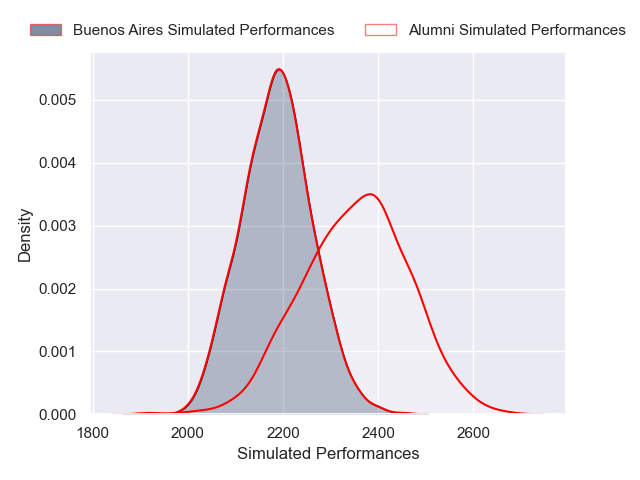 Buenos Aires Simulated Performances Alumni Simulated Performances
0.005
0.004
0.003
0.002
0.001
0.000
Density
1800 2000 2200 2400 2600
Simulated Performances